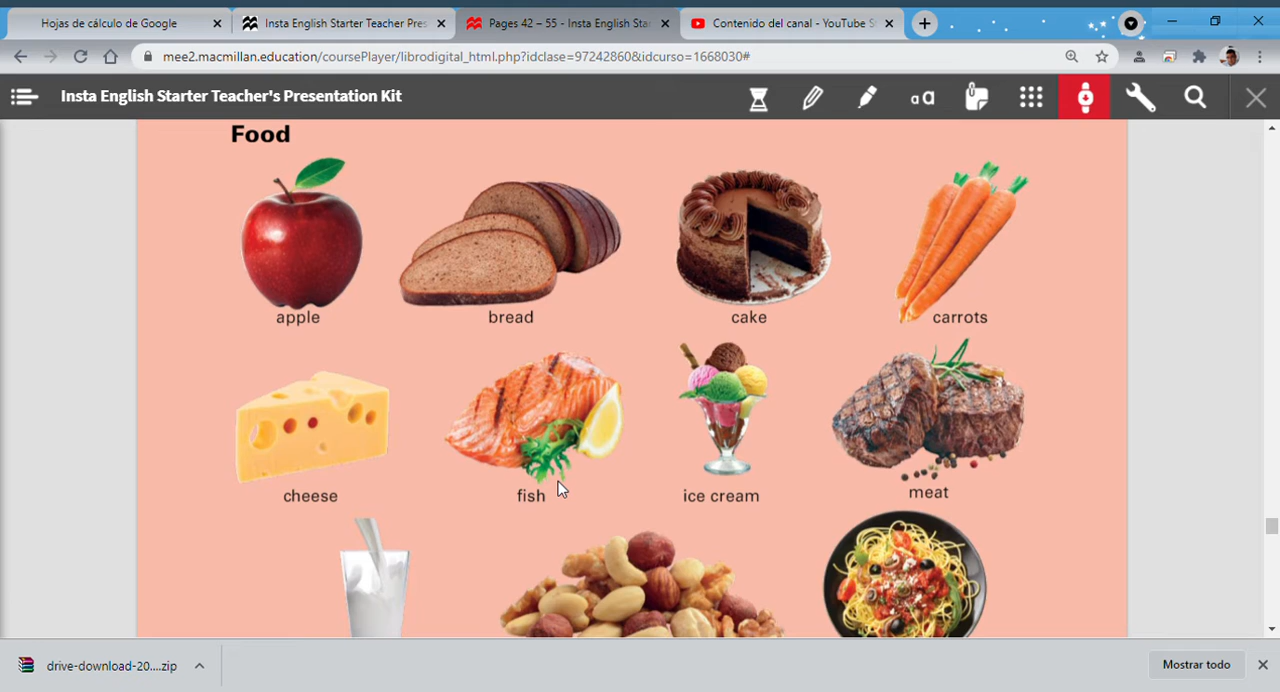 Hojas de cálculo de Google
Insta English Starter Teacher Pres
Pages 42 – 55 - Insta English Star
Contenido del canal - YouTube S
mee2.macmillan.education/coursePlayer/librodigital_html.php?idclase=97242860&idcurso=1668030#
Insta English Starter Teacher's Presentation Kit
aa
Food
apple bread cake carrots
cheese fish ice cream meat
drive-download-20....zip
Mostrar todo